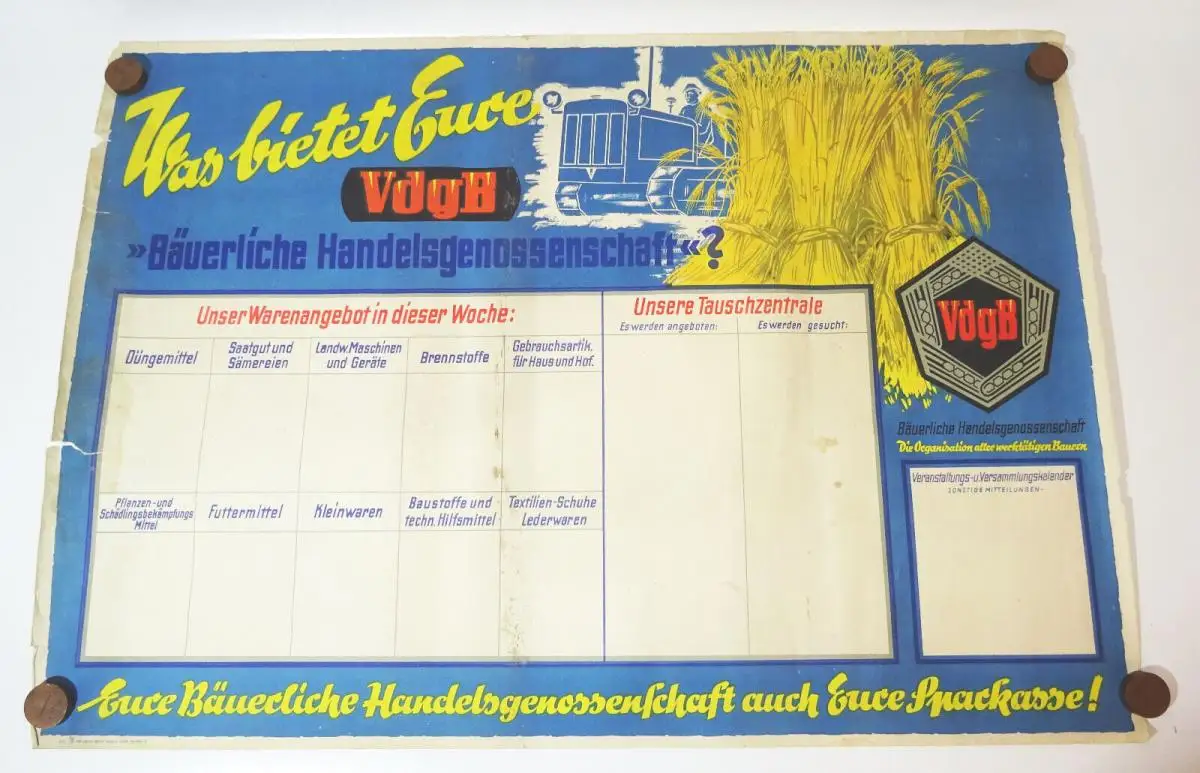 Was bietet Eure
VdgB
»Bäuerliche Handelsgenossenschaft«?
Unser Warenangebot in dieser Woche:
Düngemittel
Saatgut und
Sämereien
Landw. Maschinen
und Geräte
Brennstoffe
Gebrauchsartik.
für Haus und Hof.
Pflanzen- und
Schädlingsbekämpfungs
Mittel
Futtermittel
Kleinwaren
Baustoffe und
techn. Hilfsmittel
Textilien-Schuhe
Lederwaren
Unsere Tauschzentrale
Es werden angeboten:
Es werden gesucht:
VdgB
Bäuerliche Handelsgenossenschaft
Die Organisation aller werktätigen Bauern
Veranstaltungs-u.Versammlungskalender
SONSTIGE MITTEILUNGEN-
Eure Bäuerliche Handelsgenossenschaft auch Eure Sparkasse!